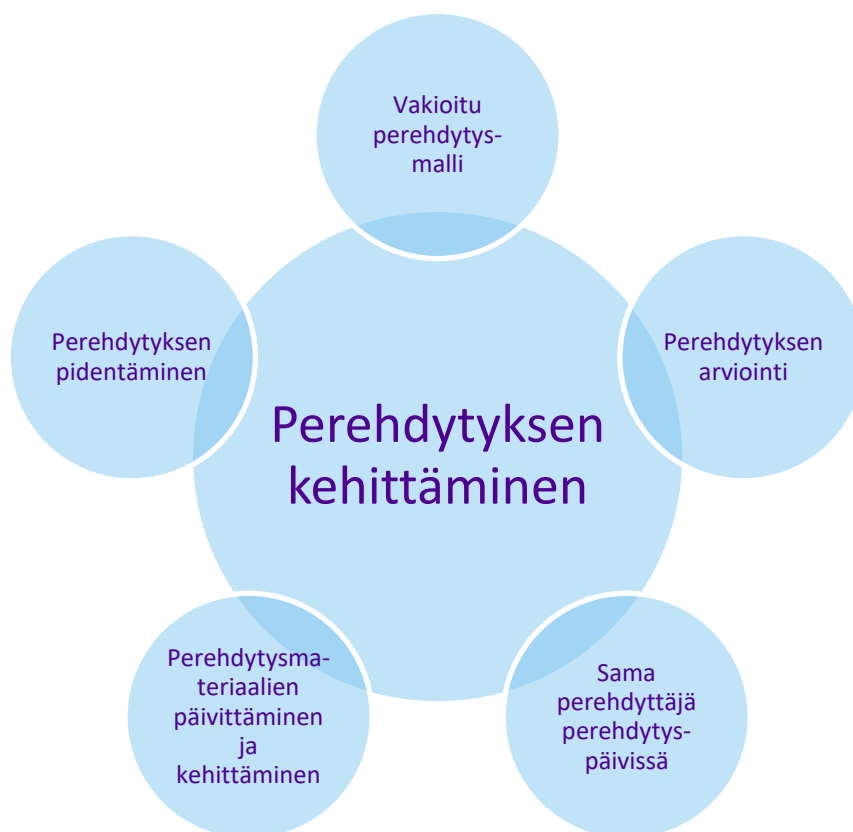 Vakioitu
perehdytys-
malli
Perehdytyksen
pidentäminen
Perehdytyksen
arviointi
Perehdytyksen
kehittäminen
Perehdytysma-
teriaalien
päivittäminen
ja
kehittäminen
Sama
perehdyttäjä
perehdytys-
päivissä